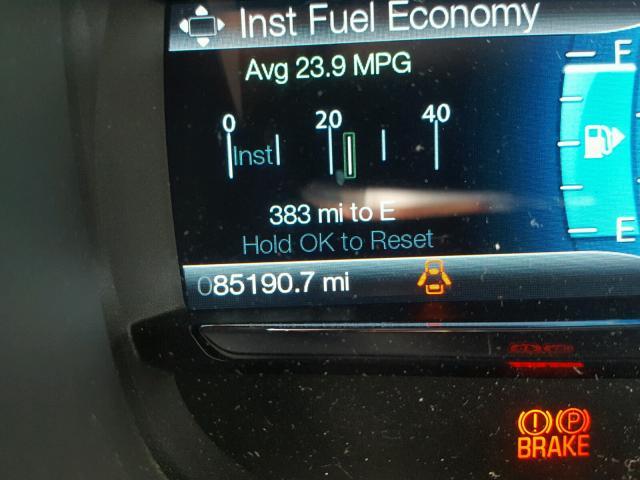 Inst Fuel Economy
Avg 23.9 MPG
0 20 40
Inst
383 mi to E
Hold OK to Reset
085190.7 mi
F
E
(!) (P)
BRAKE